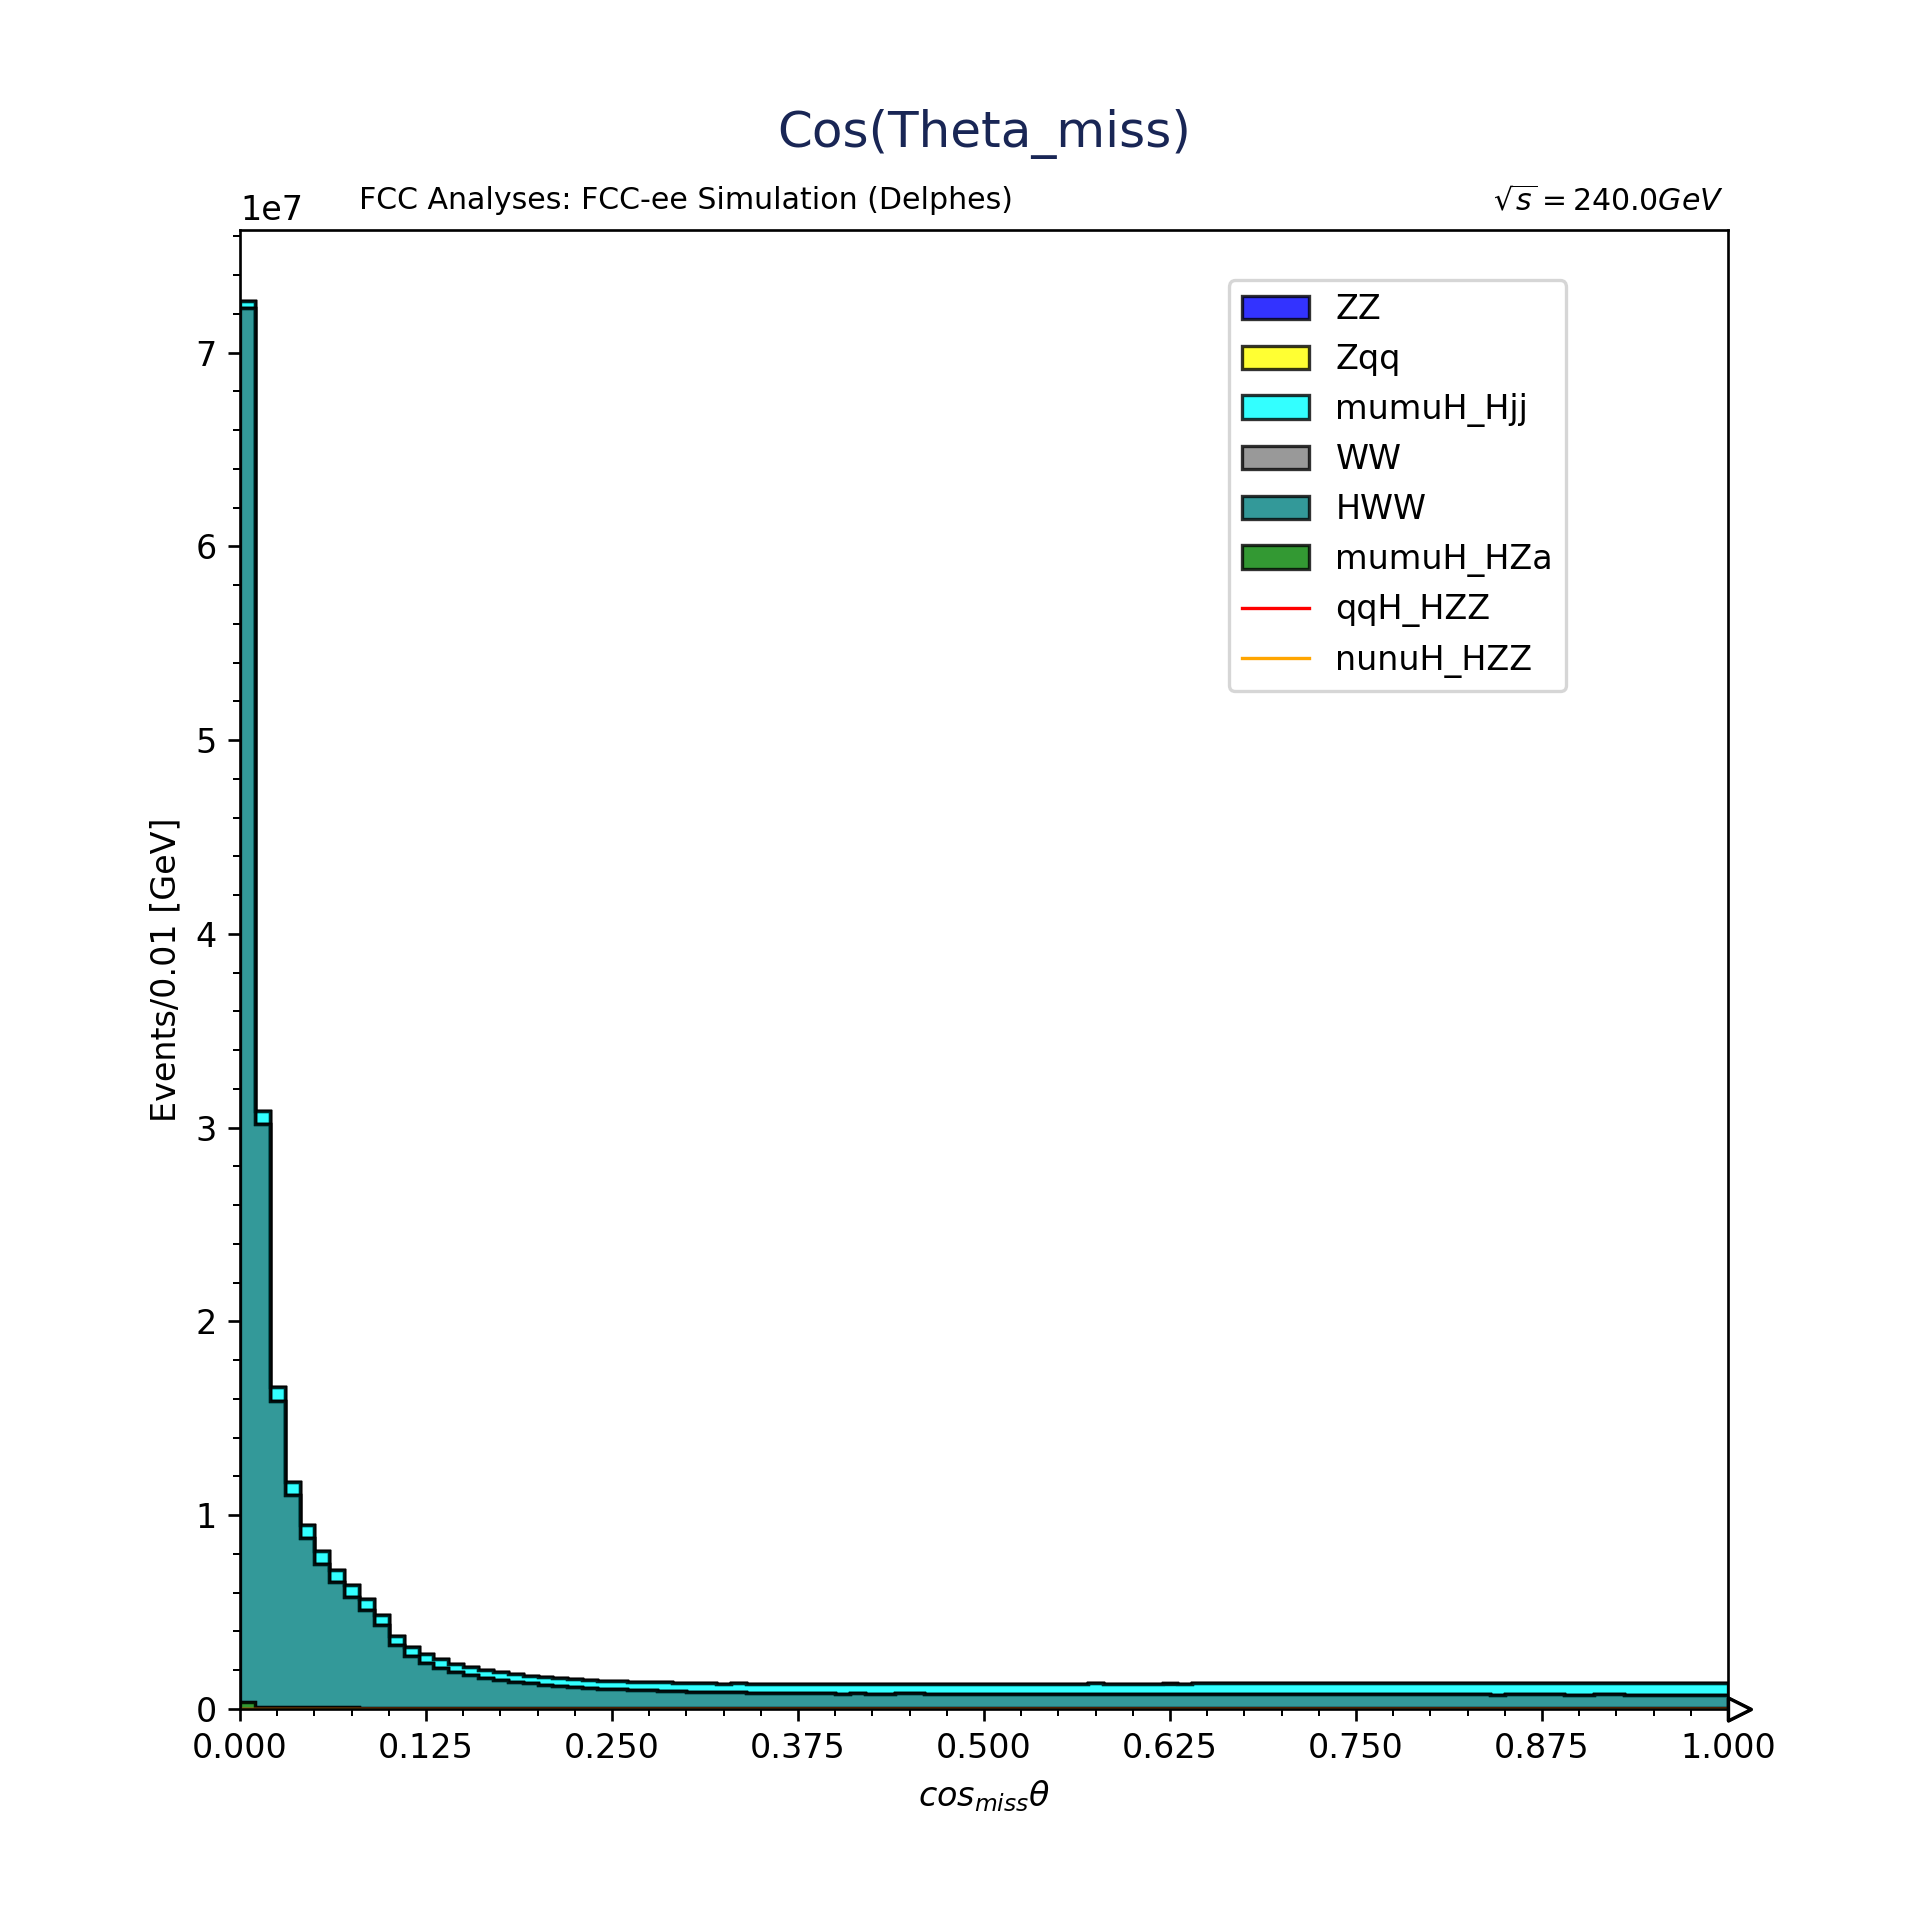 Cos(Theta_miss)
1e7 FCC Analyses: FCC-ee Simulation (Delphes) √s = 240.0GeV
ZZ
Zqq
mumuH_Hjj
WW
HWW
mumuH_HZa
qqH_HZZ
nunuH_HZZ
7
6
5
4
3
2
1
0
Events/0.01 [GeV]
0.000 0.125 0.250 0.375 0.500 0.625 0.750 0.875 1.000
cos_miss θ